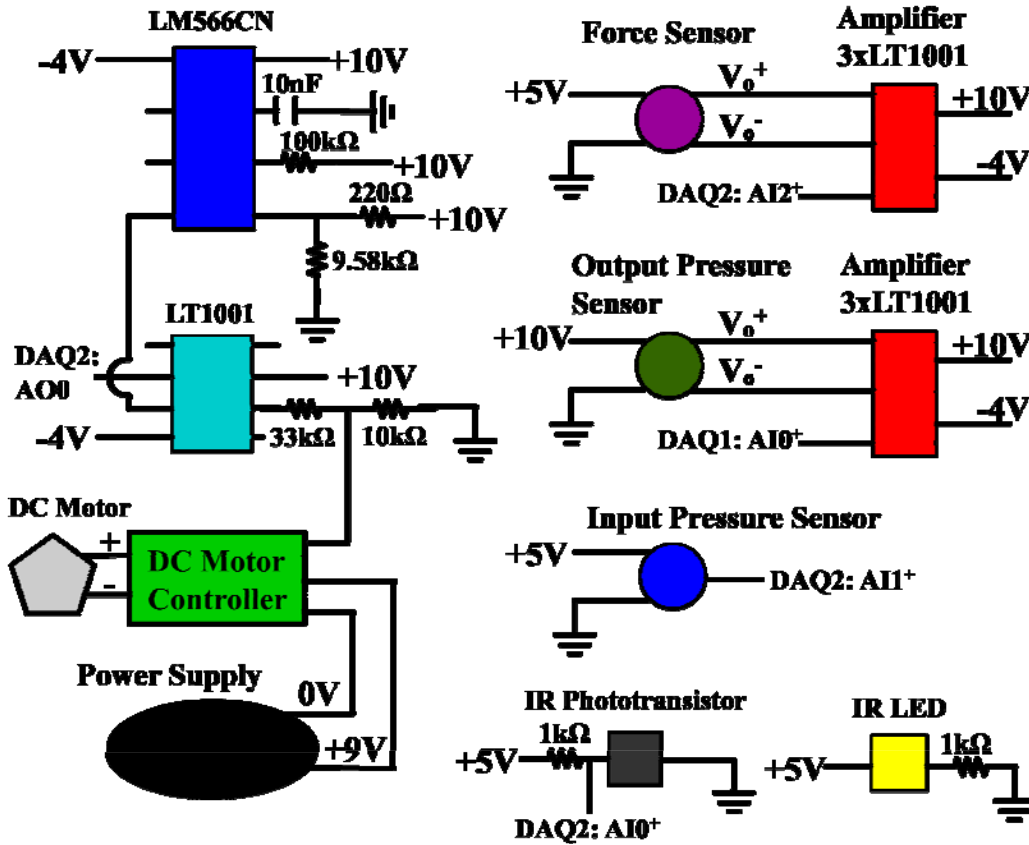 LM566CN
-4V
+10V
10nF
100kΩ
+10V
220Ω
+10V
9.58kΩ
LT1001
DAQ2:
AO0
+10V
-4V
33kΩ
10kΩ
DC Motor
+
-
DC Motor
Controller
Power Supply
0V
+9V
Force Sensor
Amplifier
3xLT1001
+5V
Vo+
Vo-
+10V
-4V
DAQ2: AI2+
Output Pressure
Sensor
Amplifier
3xLT1001
+10V
Vo+
Vo-
+10V
-4V
DAQ1: AI0+
Input Pressure Sensor
+5V
DAQ2: AI1+
IR Phototransistor
1kΩ
+5V
DAQ2: AI0+
IR LED
1kΩ
+5V